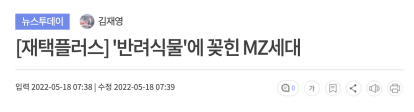 뉴스투데이 김재영
[재택플러스] '반려식물'에 꽂힌 MZ세대
입력 2022-05-18 07:38 | 수정 2022-05-18 07:39
0 가